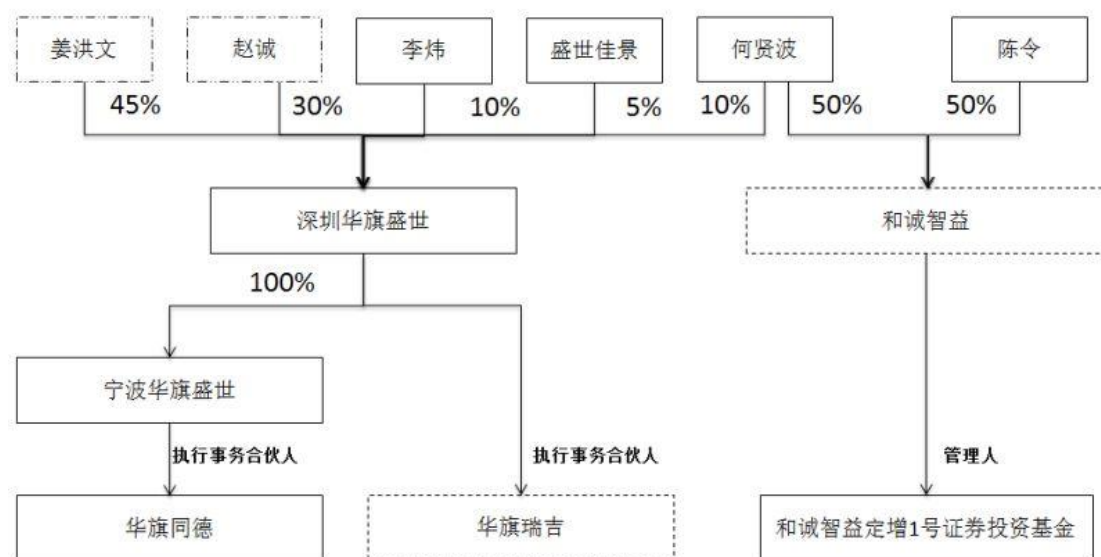 姜洪文
赵诚
李炜
盛世佳景
何贤波
陈令
45%
30%
10%
5%
10%
50%
50%
深圳华旗盛世
和诚智益
100%
宁波华旗盛世
执行事务合伙人
执行事务合伙人
管理人
华旗同德
华旗瑞吉
和诚智益定增1号证券投资基金